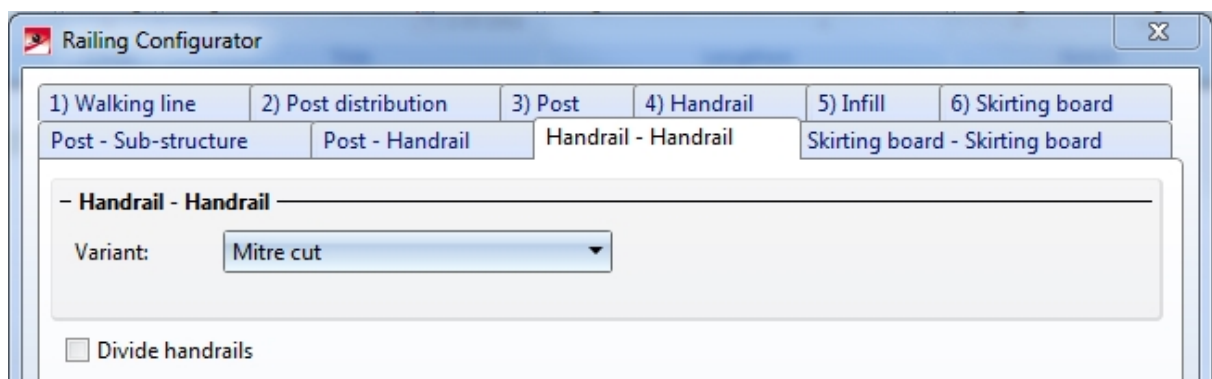 Railing Configurator
1) Walking line 2) Post distribution 3) Post 4) Handrail 5) Infill 6) Skirting board
Post - Sub-structure Post - Handrail Handrail - Handrail Skirting board - Skirting board
Handrail - Handrail
Variant: Mitre cut
Divide handrails